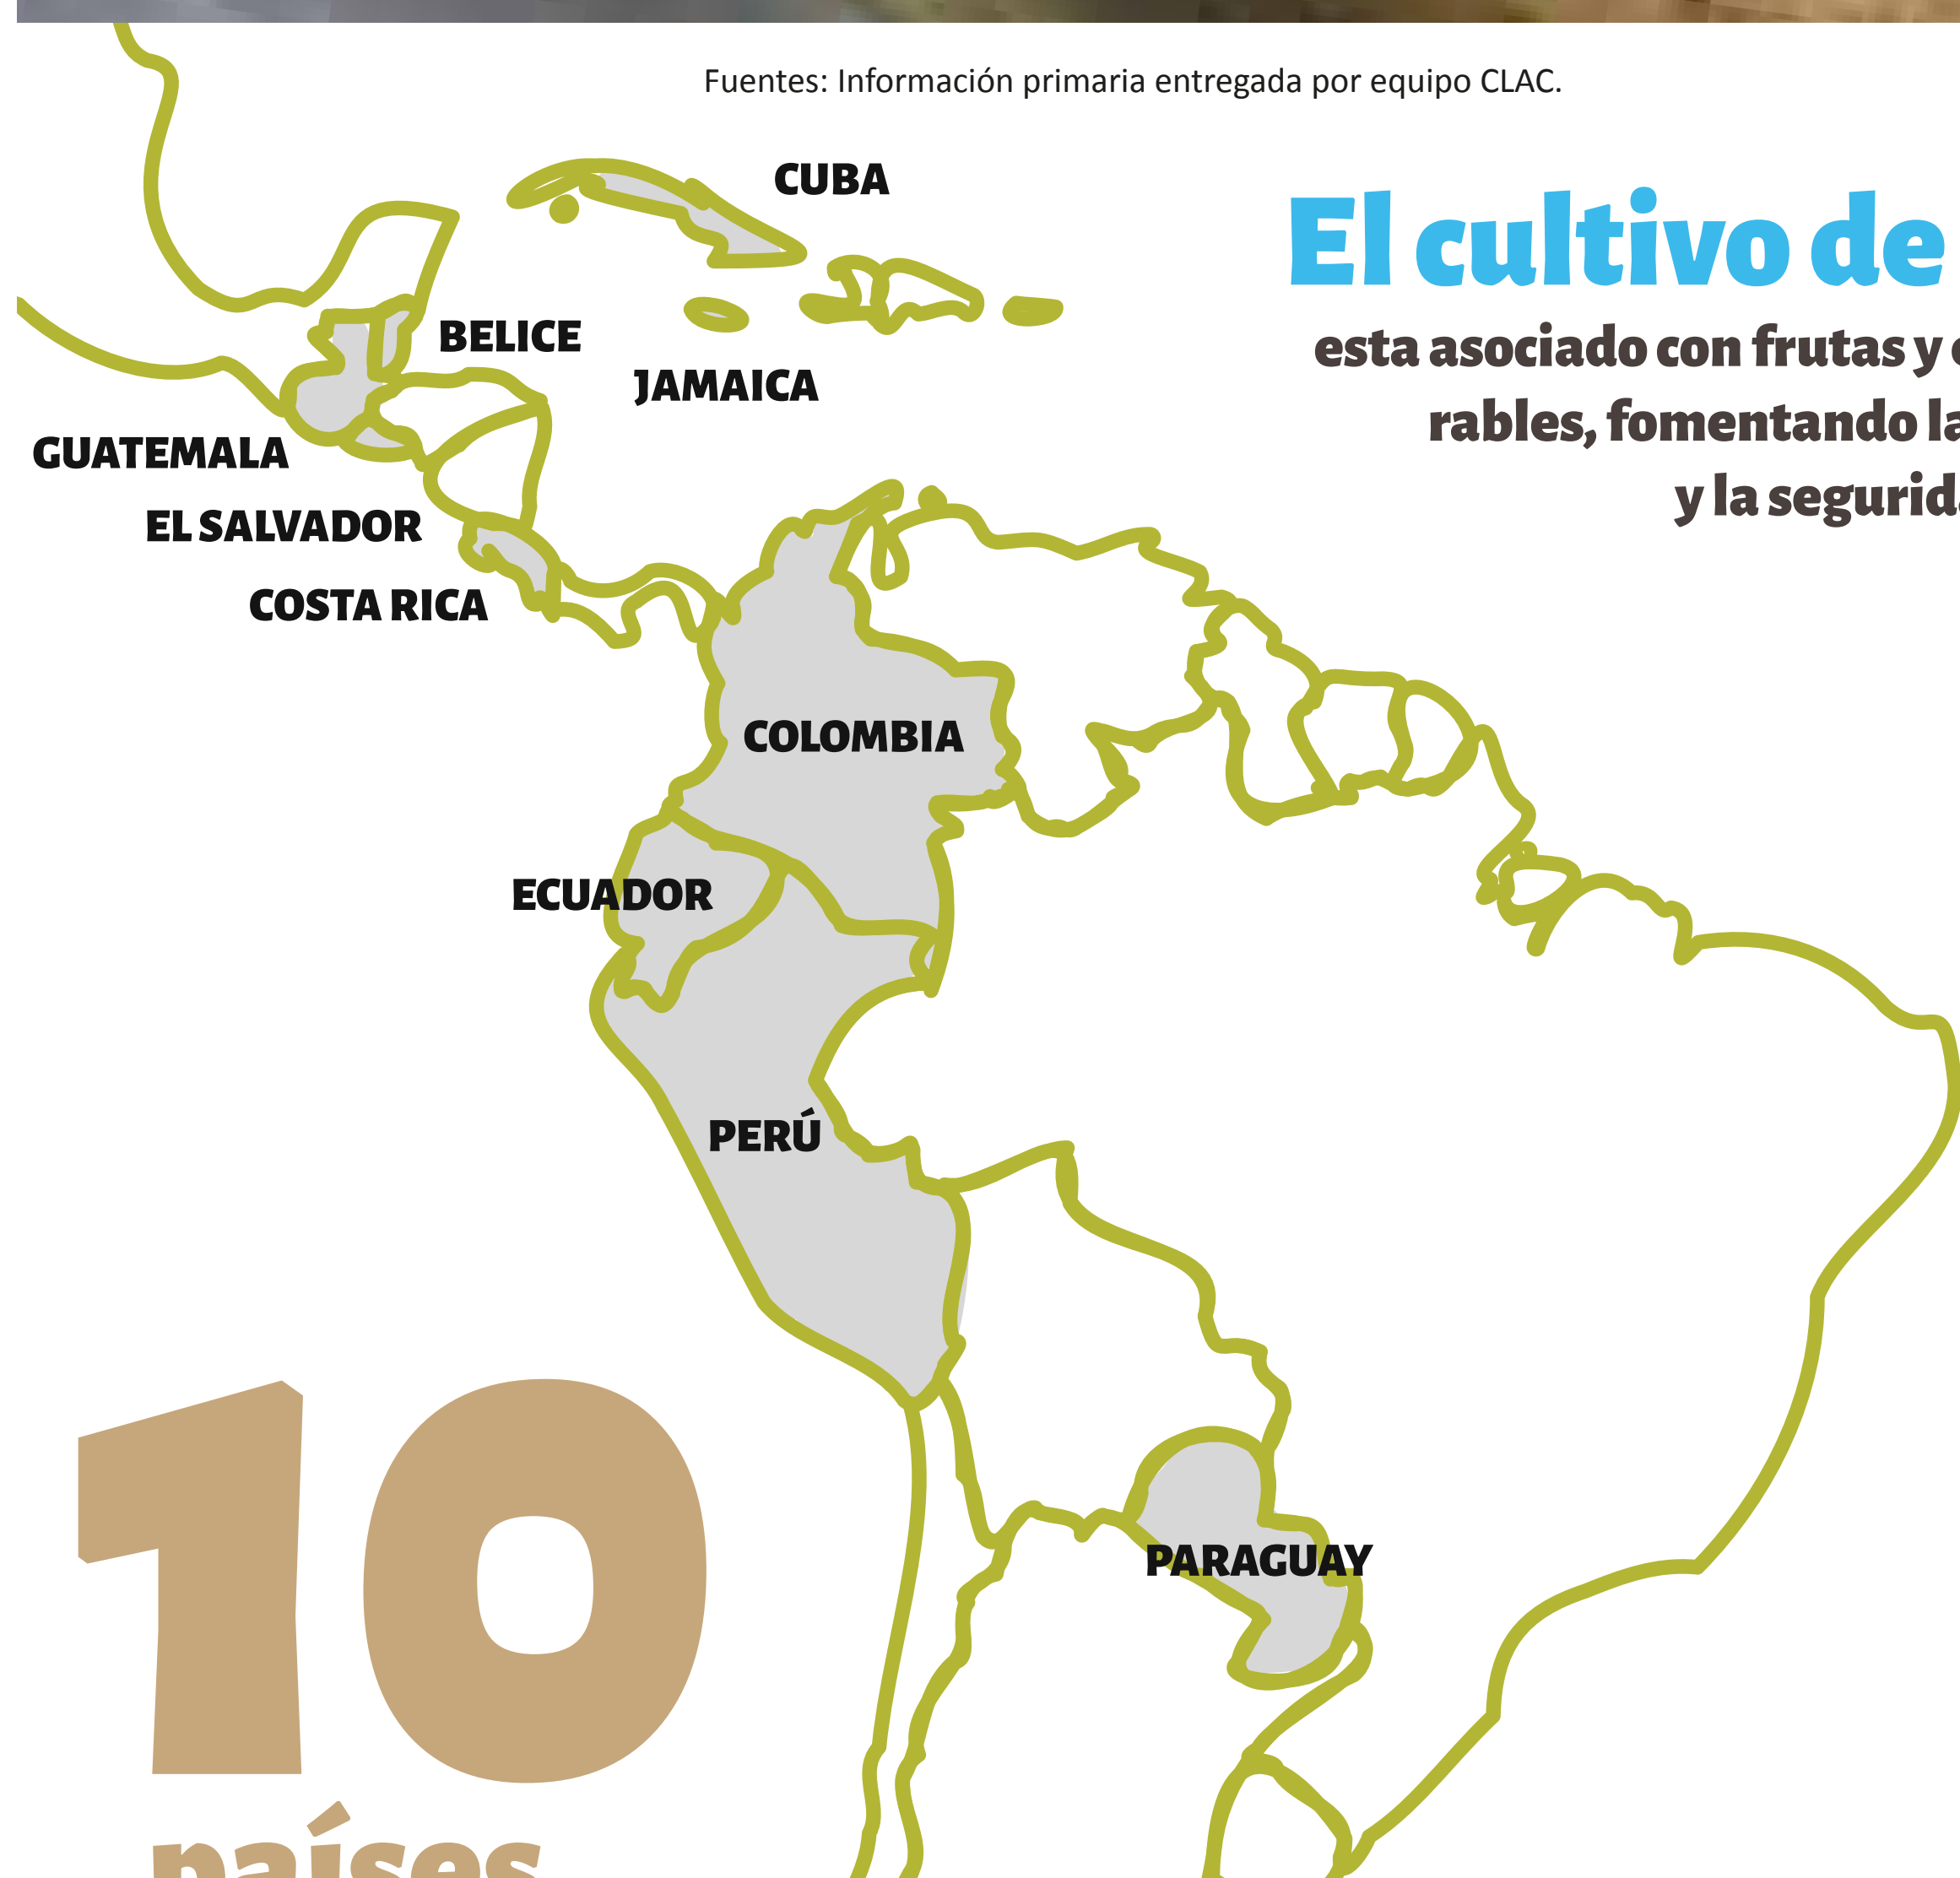 Fuentes: Información primaria entregada por equipo CLAC.
CUBA
El cultivo de
BELICE
esta asociado con frutas y
JAMAICA
rables, fomentando la
GUATEMALA
y la
EL SALVADOR
COSTA RICA
COLOMBIA
ECUADOR
PERÚ
10
PARAGUAY
países